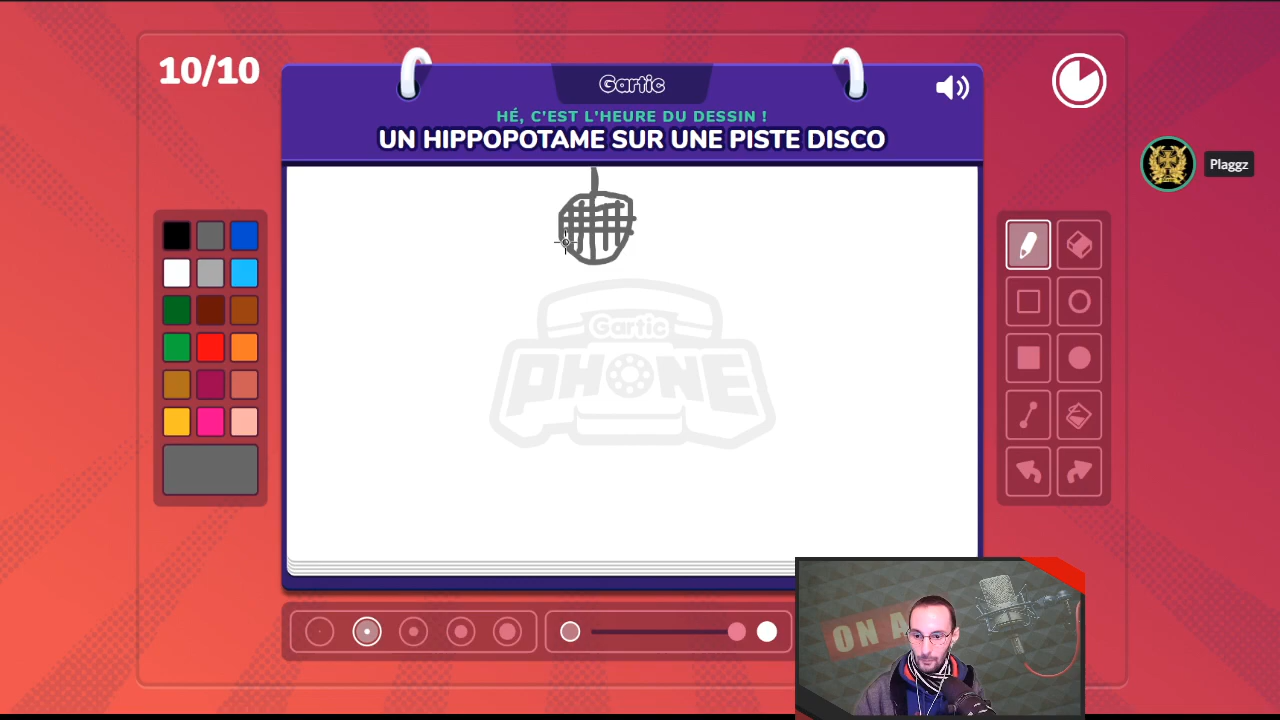 10/10
Gartic
HÉ, C'EST L'HEURE DU DESSIN !
UN HIPPOPOTAME SUR UNE PISTE DISCO
Plaggz
Gartic
PHONE
ON A